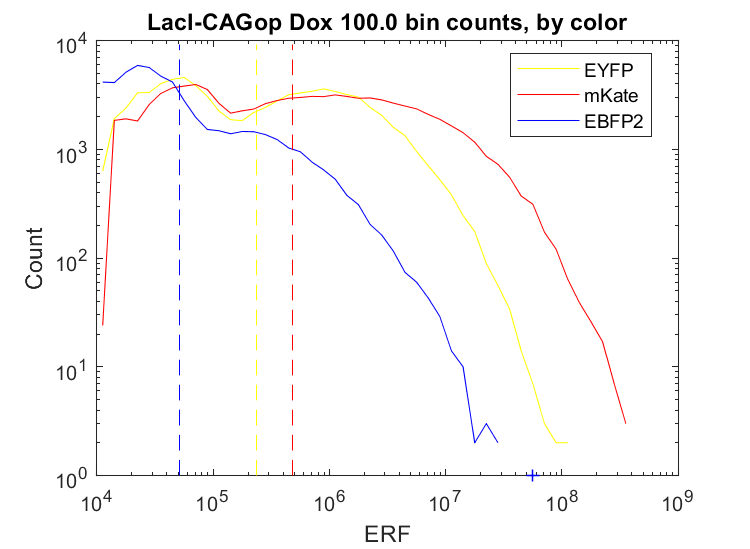 LacI-CAGop Dox 100.0 bin counts, by color
EYFP
mKate
EBFP2
Count
10^4
10^3
10^2
10^1
10^0
10^4 10^5 10^6 10^7 10^8 10^9
ERF